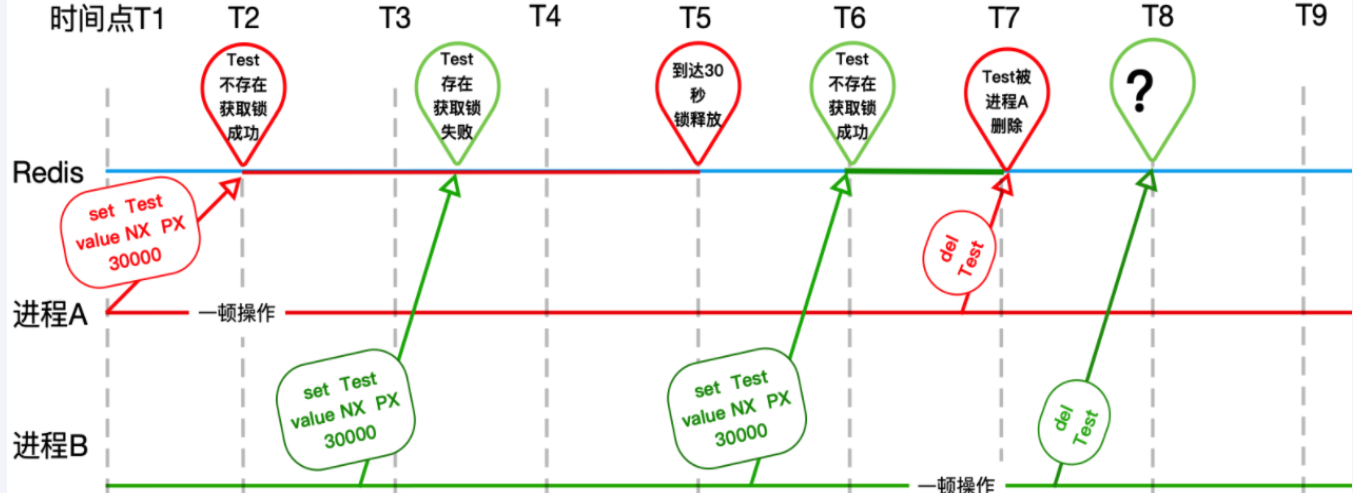 时间点T1 T2 T3 T4 T5 T6 T7 T8 T9
Test
不存在
获取锁
成功
Test
存在
获取锁
失败
到达30
秒
锁释放
Test
不存在
获取锁
成功
Test被
进程A
删除
?
Redis
set Test
value NX PX
30000
del
Test
进程A
一顿操作
set Test
value NX PX
30000
set Test
value NX PX
30000
del
Test
进程B
一顿操作